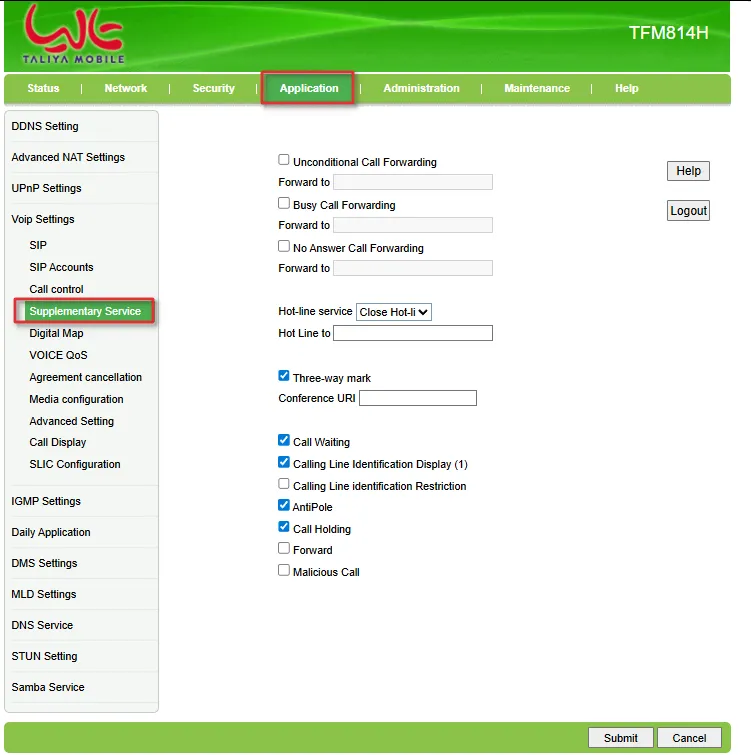 TALIYA MOBILE
TFM814H
Status | Network | Security | Application | Administration | Maintenance | Help
DDNS Setting
Advanced NAT Settings
UPnP Settings
Voip Settings
SIP
SIP Accounts
Call control
Supplementary Service
Digital Map
VOICE QoS
Agreement cancellation
Media configuration
Advanced Setting
Call Display
SLIC Configuration
IGMP Settings
Daily Application
DMS Settings
MLD Settings
DNS Service
STUN Setting
Samba Service
Unconditional Call Forwarding
Forward to
Busy Call Forwarding
Forward to
No Answer Call Forwarding
Forward to
Hot-line service Close Hot-li
Hot Line to
Three-way mark
Conference URI
Call Waiting
Calling Line Identification Display (1)
Calling Line identification Restriction
AntiPole
Call Holding
Forward
Malicious Call
Help
Logout
Submit Cancel